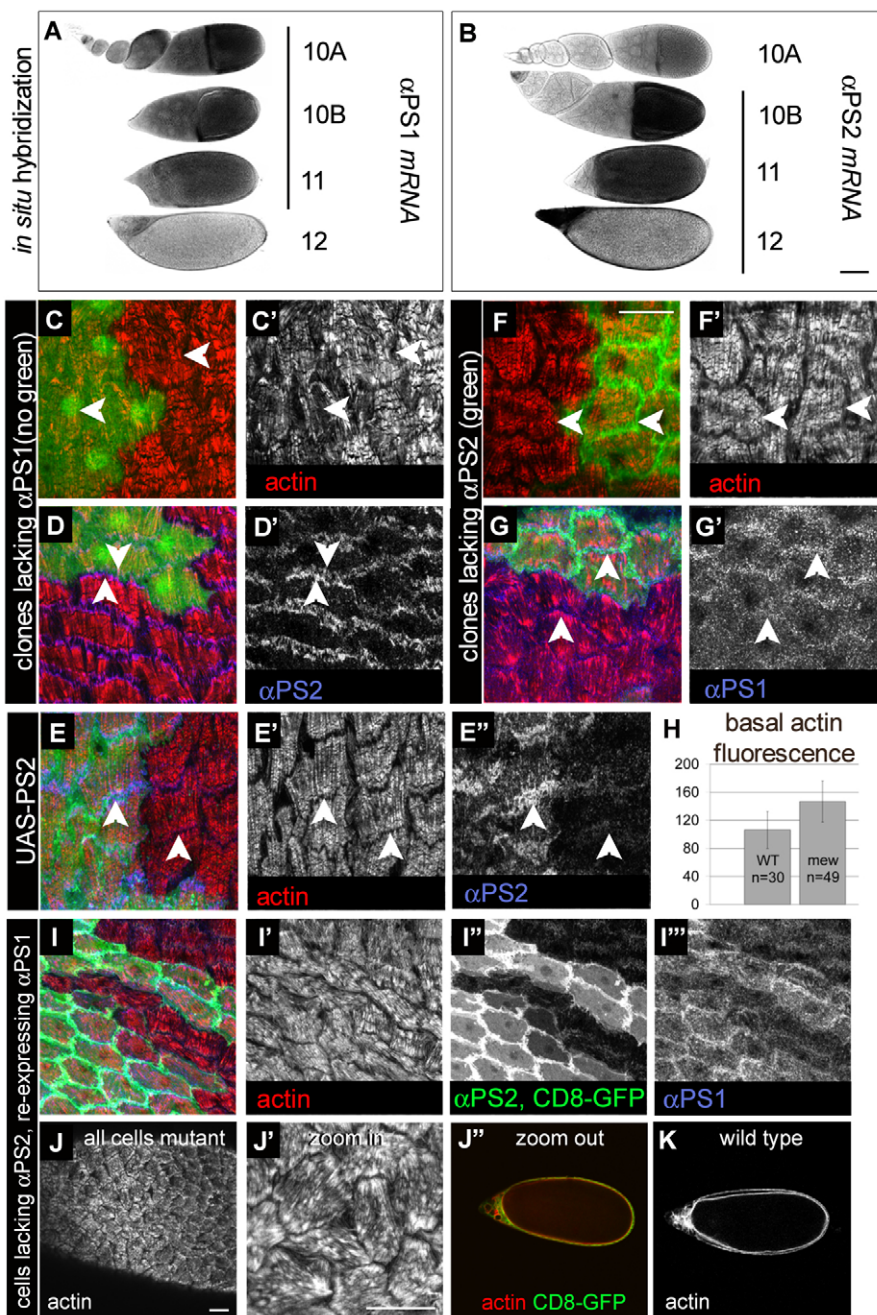 A
in situ hybridization
10A
10B
11
12
αPS1 mRNA
B
10A
10B
11
12
αPS2 mRNA
clones lacking αPS1(no green)
C
C'
actin
D
D'
αPS2
clones lacking αPS2 (green)
F
F'
actin
G
G'
αPS1
UAS-PS2
E
E'
actin
E"
αPS2
H
basal actin
fluorescence
200
160
120
80
40
0
WT
n=30
mew
n=49
cells lacking αPS2, re-expressing αPS1
I
I'
actin
I"
αPS2, CD8-GFP
I'"
αPS1
J
all cells mutant
actin
J'
zoom in
J"
zoom out
actin CD8-GFP
K
wild type
actin